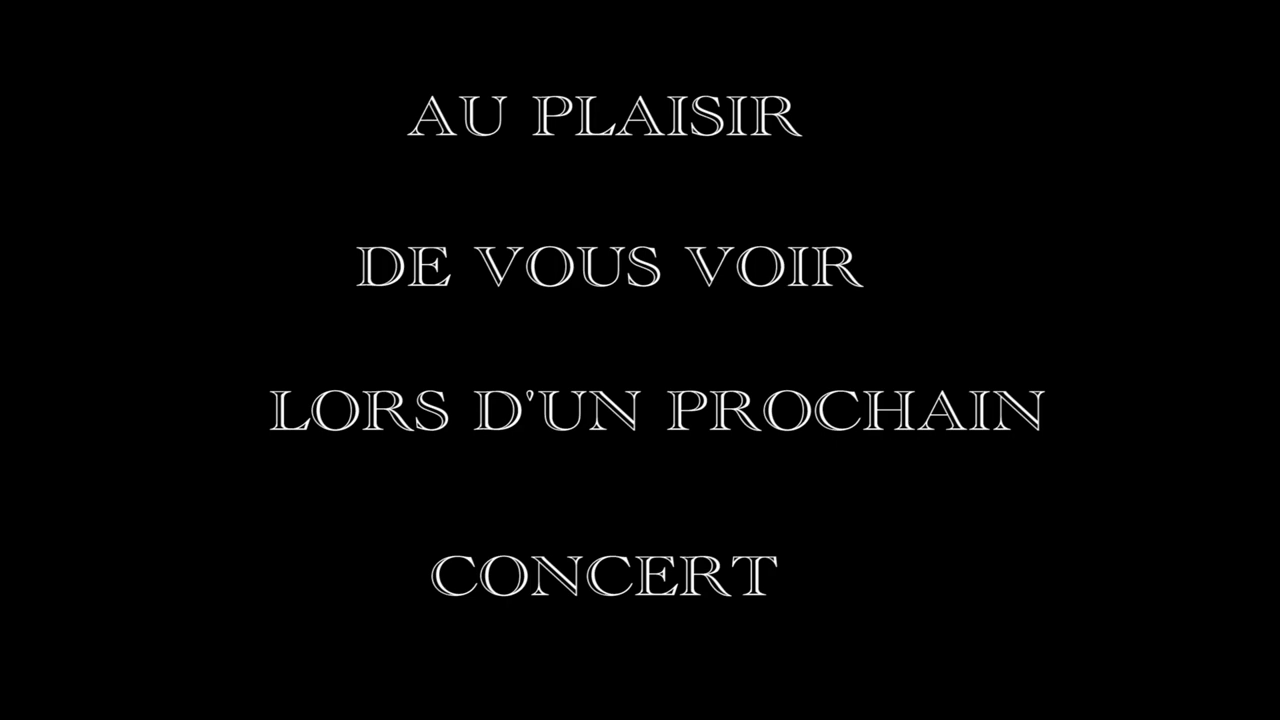 AU PLAISIR
DE VOUS VOIR
LORS D'UN PROCHAIN
CONCERT